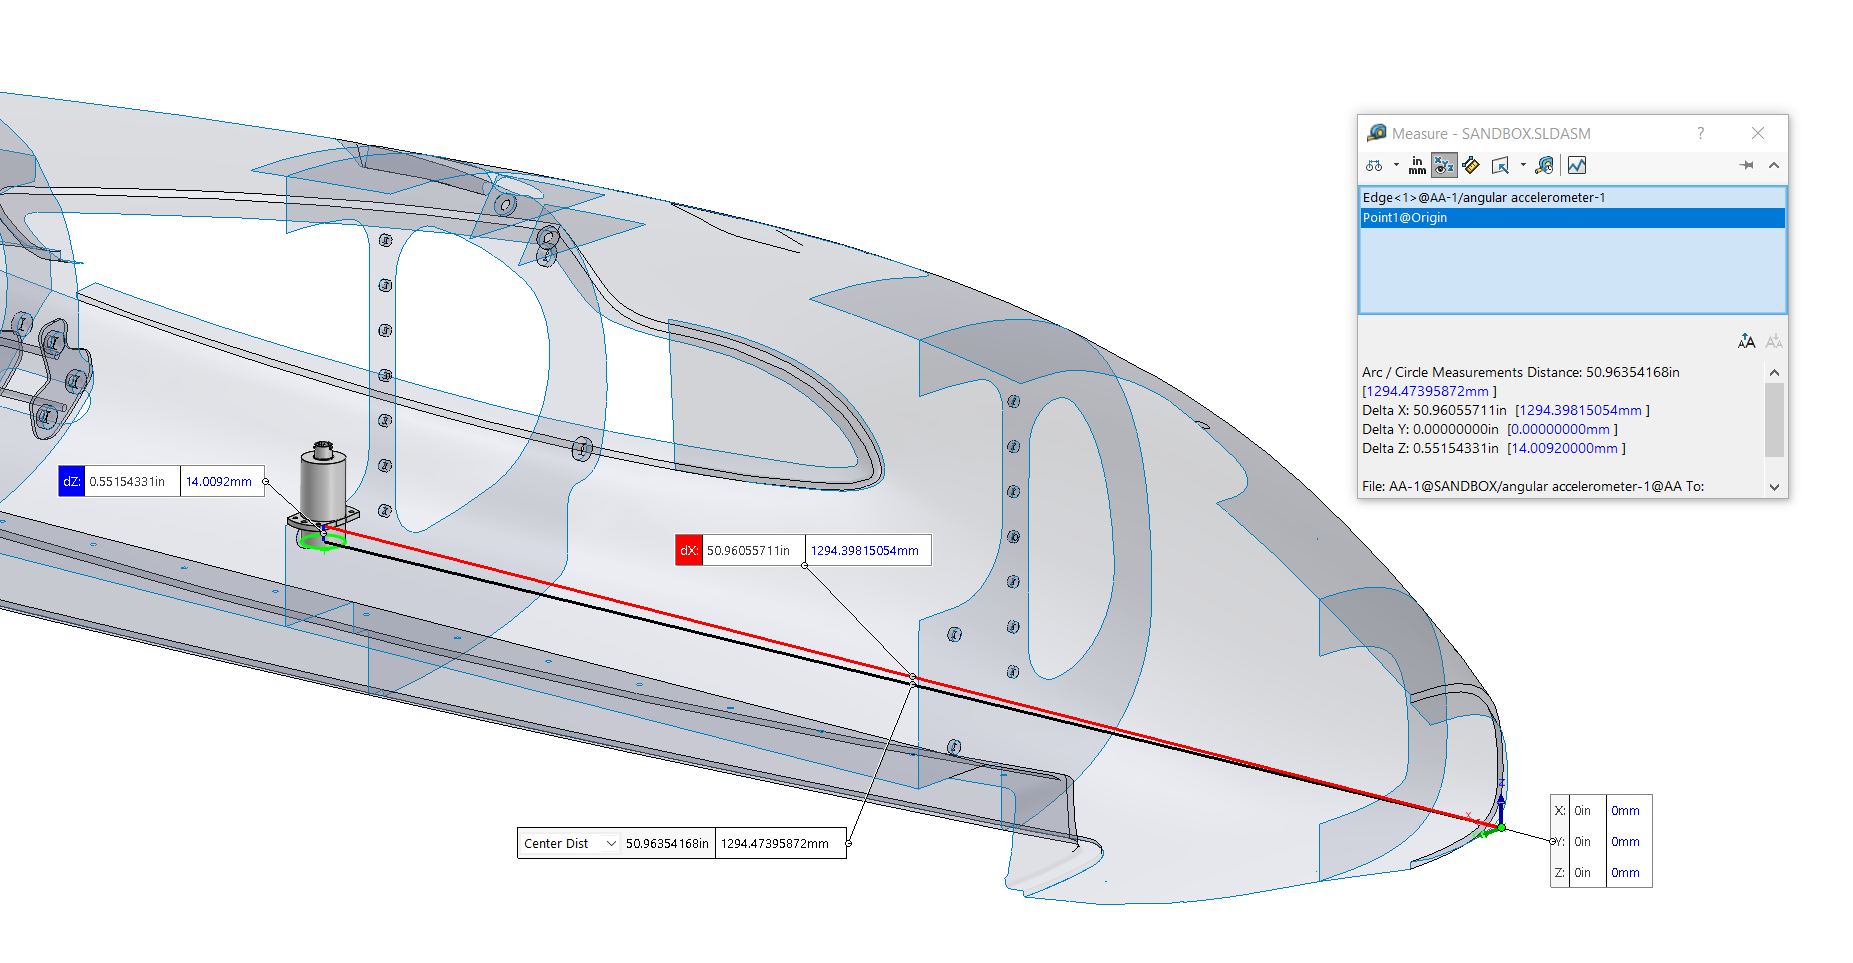 Measure - SANDBOX.SLDASM ?
in
mm
Edge<1>@AA-1/angular accelerometer-1
Point1@Origin
Arc / Circle Measurements Distance: 50.96354168in
[1294.47395872mm ]
Delta X: 50.96055711in [1294.39815054mm ]
Delta Y: 0.00000000in [0.00000000mm ]
Delta Z: 0.55154331in [14.00920000mm ]
File: AA-1@SANDBOX/angular accelerometer-1@AA To:
dZ: 0.55154331in 14.0092mm
dX: 50.96055711in 1294.39815054mm
Center Dist 50.96354168in 1294.47395872mm
Z
X
X: 0in 0mm
Y: 0in 0mm
Z: 0in 0mm